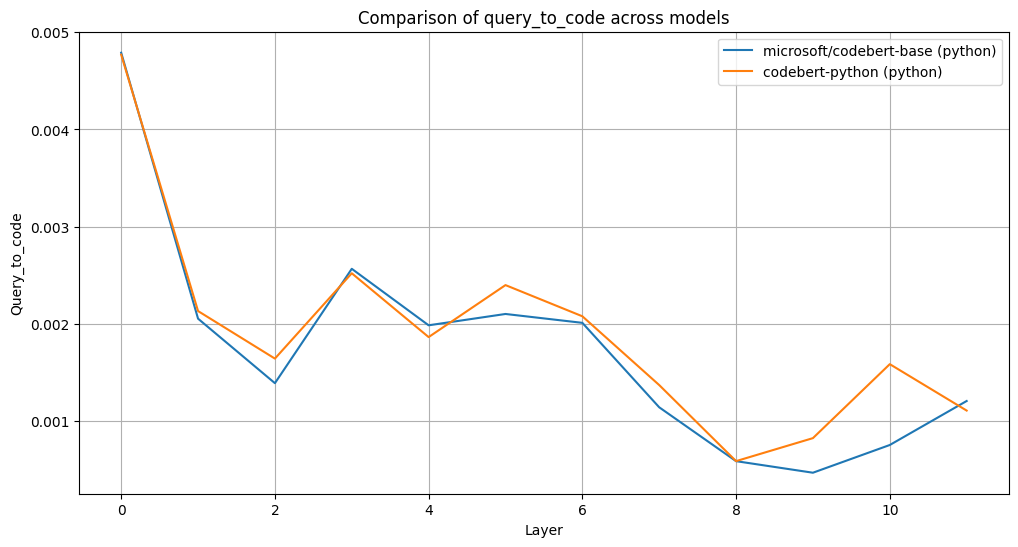 Comparison of query_to_code across models
microsoft/codebert-base (python)
codebert-python (python)
Query_to_code
0.005
0.004
0.003
0.002
0.001
0 2 4 6 8 10
Layer